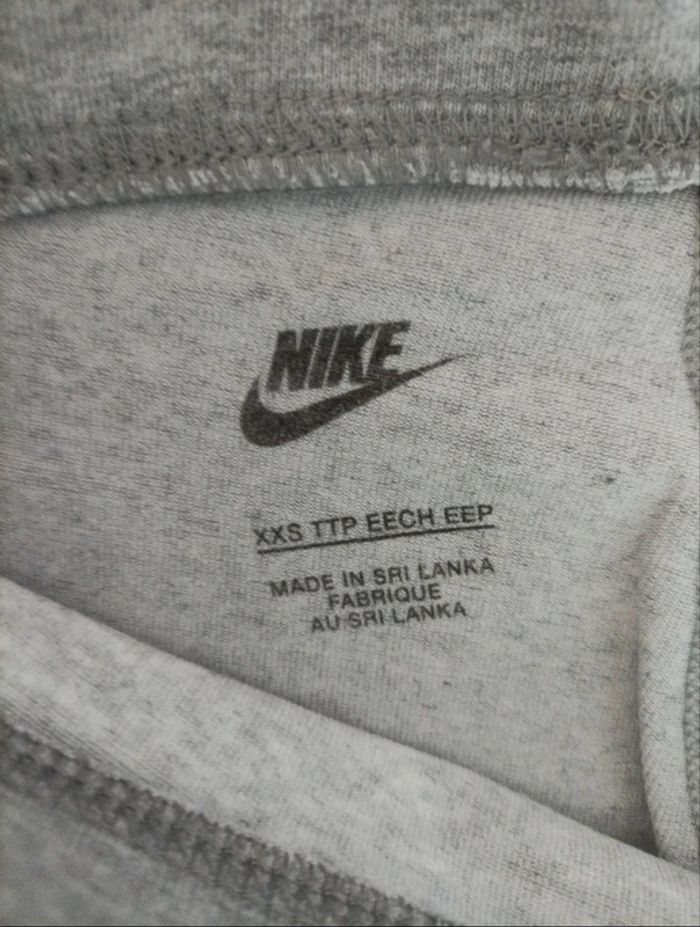 NIKE
XXS TTP EECH EEP
MADE IN SRI LANKA
FABRIQUE
AU SRI LANKA